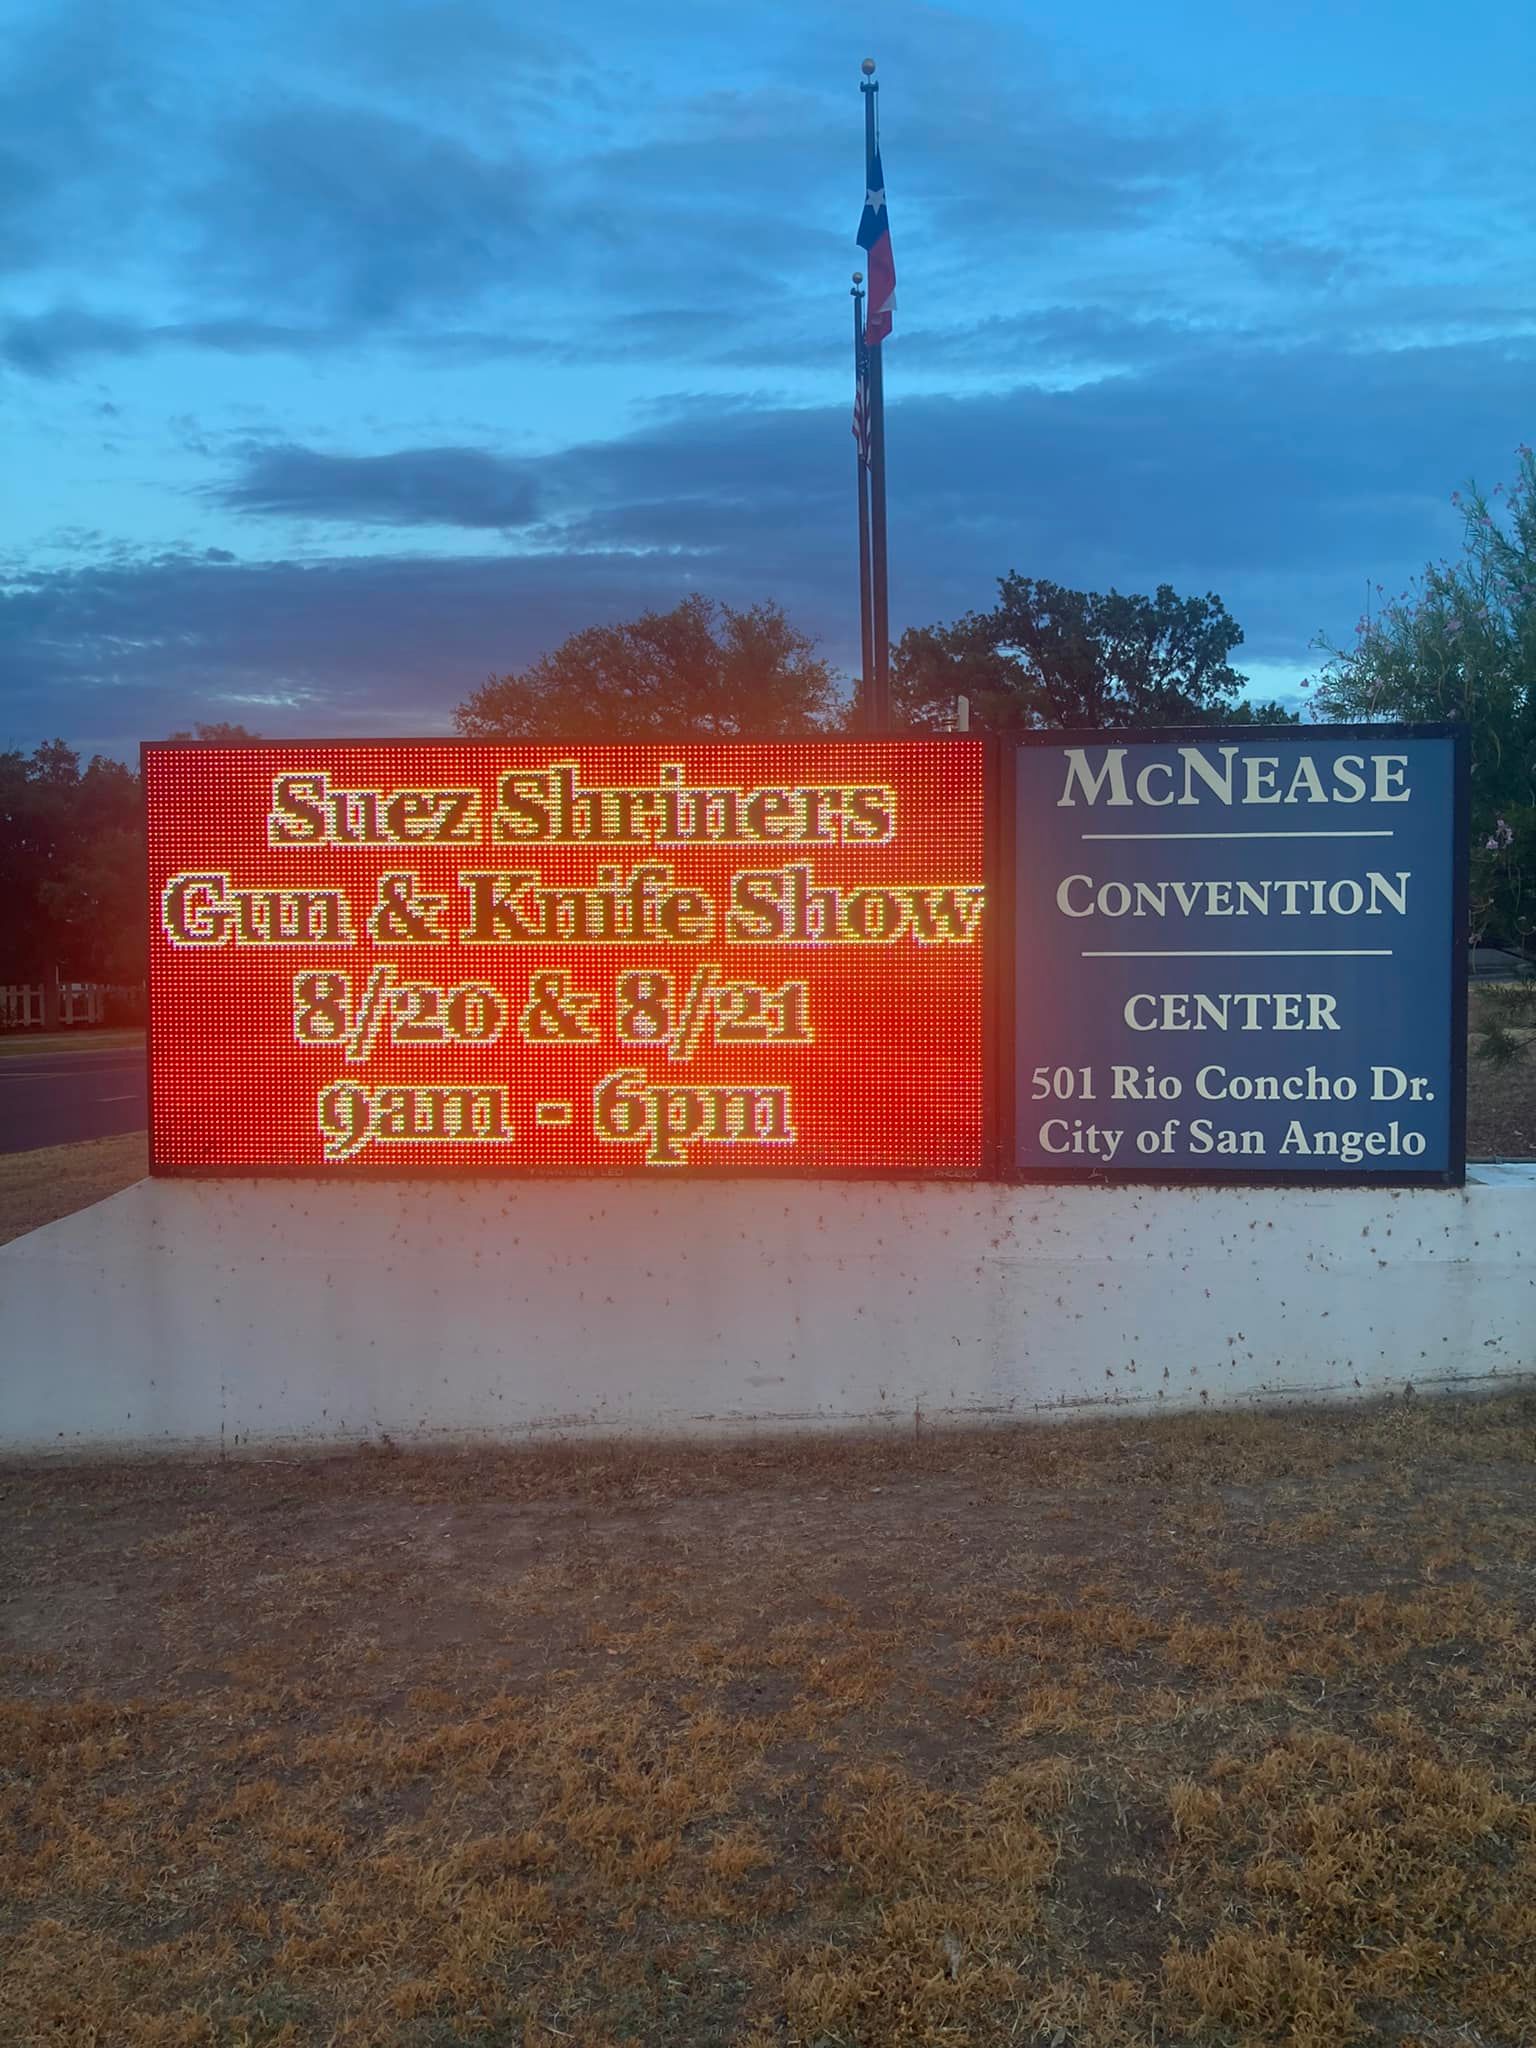 Suez Shriners
Gun & Knife Show
8/20 & 8/21
9am - 6pm
McNEASE
CONVENTION
CENTER
501 Rio Concho Dr.
City of San Angelo